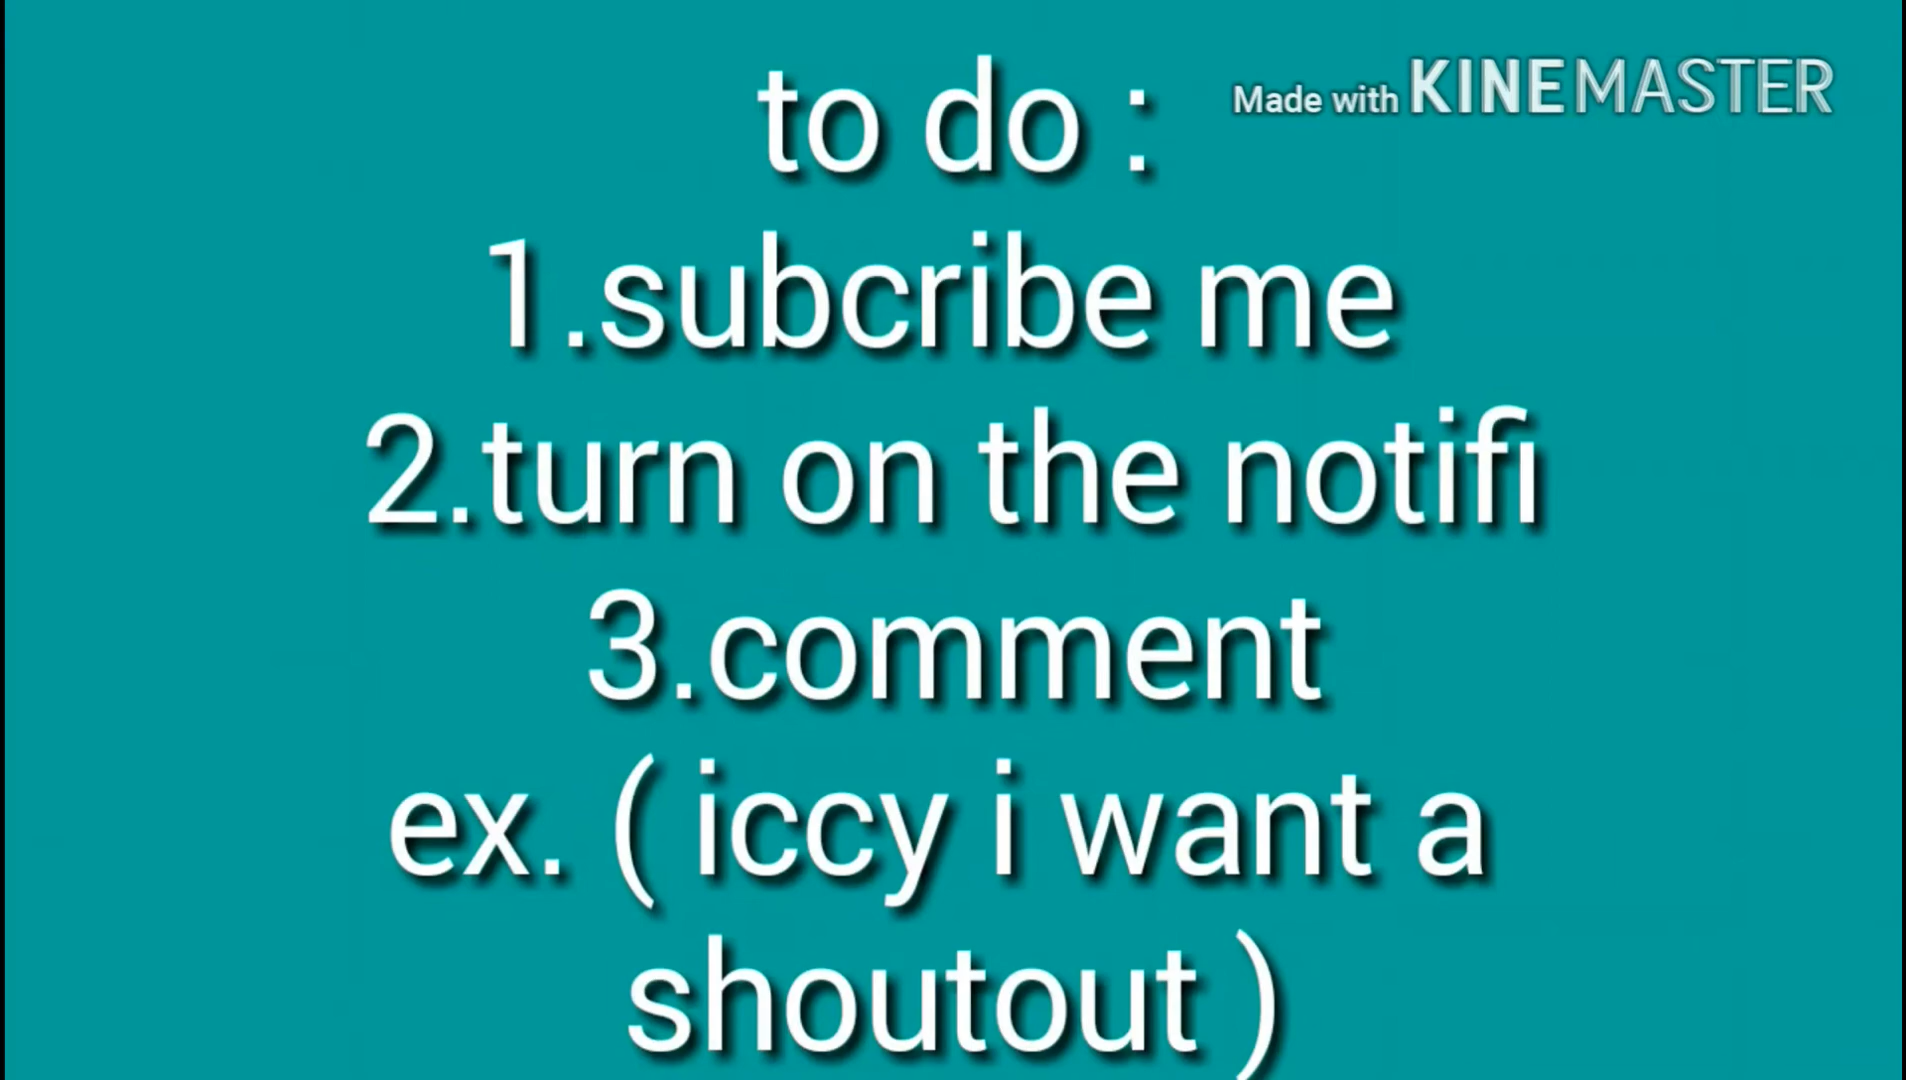 to do :
Made with KINEMASTER
1.subcribe me
2.turn on the notifi
3.comment
ex. ( iccy i want a
shoutout )